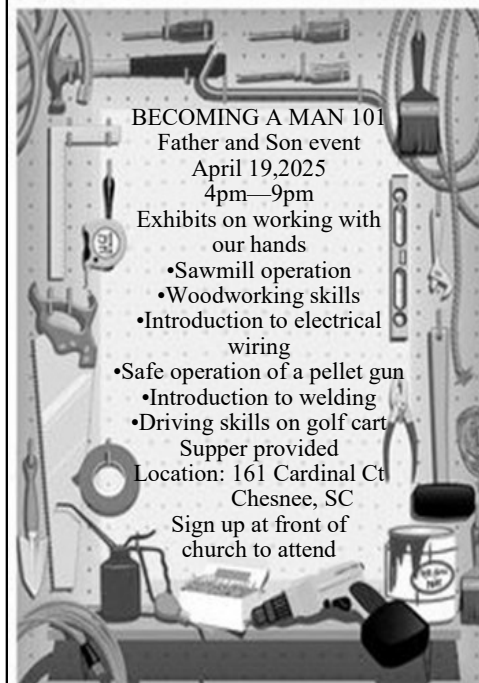 BECOMING A MAN 101
Father and Son event
April 19,2025
4pm—9pm
Exhibits on working with
our hands
•Sawmill operation
•Woodworking skills
•Introduction to electrical
wiring
•Safe operation of a pellet gun
•Introduction to welding
•Driving skills on golf cart
Supper provided
Location: 161 Cardinal Ct
Chesnee, SC
Sign up at front of
church to attend